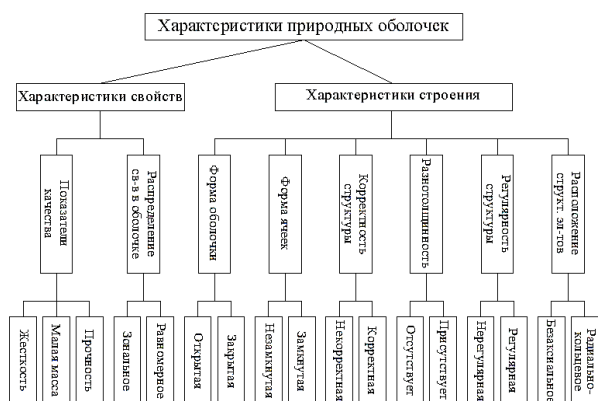 Характеристики природных оболочек
Характеристики свойств
Характеристики строения
Показатели
качества
Распределение
св-в в оболочке
Форма оболочки
Форма ячеек
Корректность
структуры
Разнотолщинность
Регулярность
структуры
Расположение
структ. эл-тов
Жесткость
Малая масса
Прочность
Зональное
Равномерное
Открытая
Закрытая
Незамкнутая
Замкнутая
Некорректная
Корректная
Отсутствует
Присутствует
Нерегулярная
Регулярная
Безаксиальное
Радиально-
кольцевое